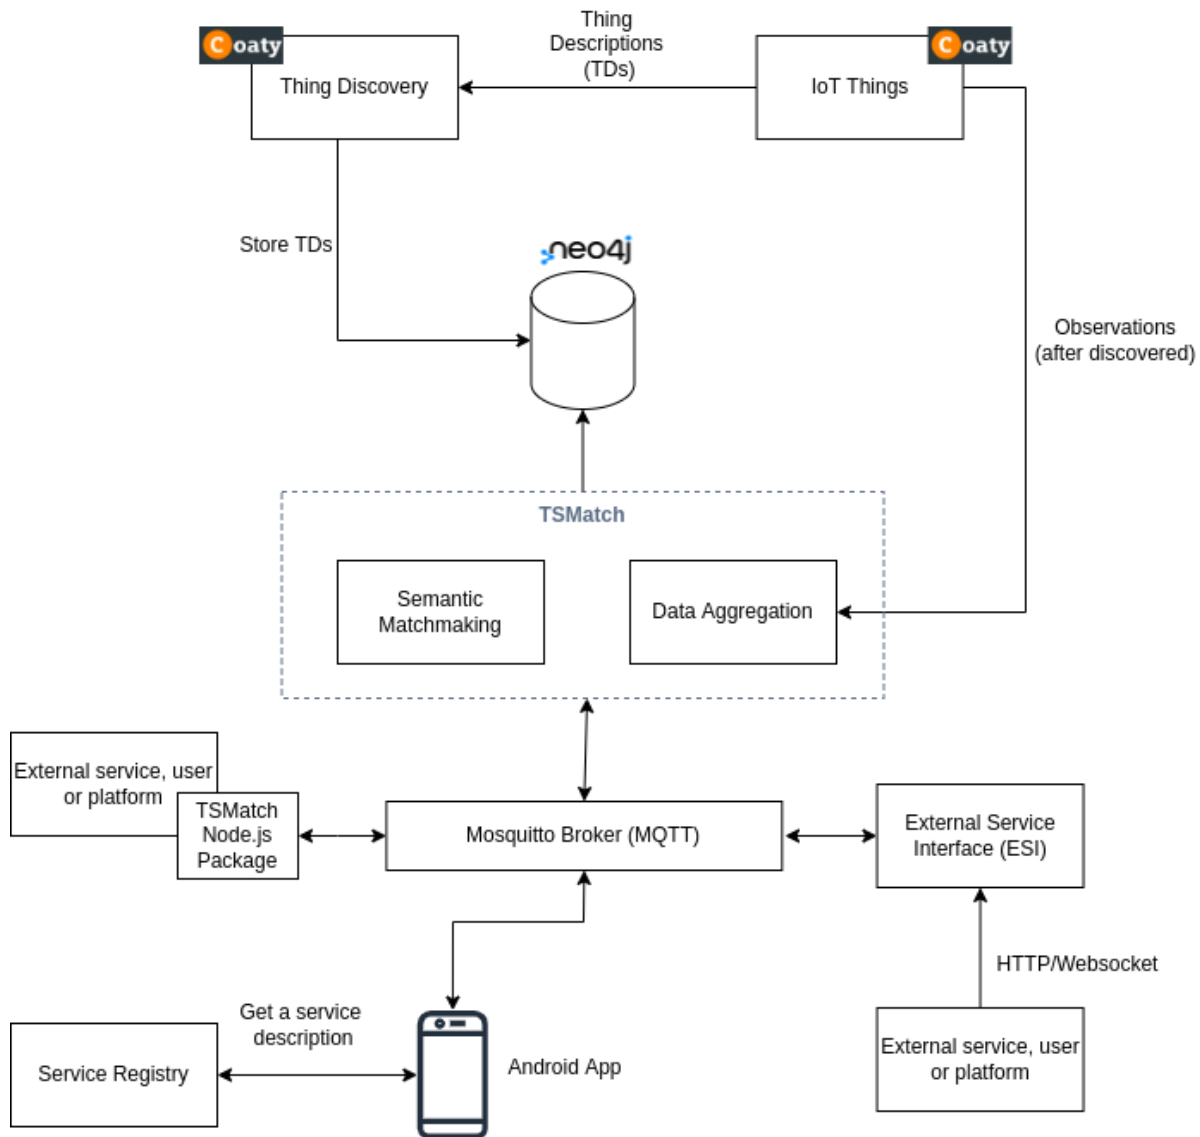 Thing
Descriptions
(TDs)
Coaty
Thing Discovery
Coaty
IoT Things
Store TDs
neo4j
Observations
(after discovered)
TSMatch
Semantic
Matchmaking
Data Aggregation
External service, user
or platform
TSMatch
Node.js
Package
Mosquitto Broker (MQTT)
External Service
Interface (ESI)
HTTP/Websocket
Get a service
description
Service Registry
Android App
External service, user
or platform